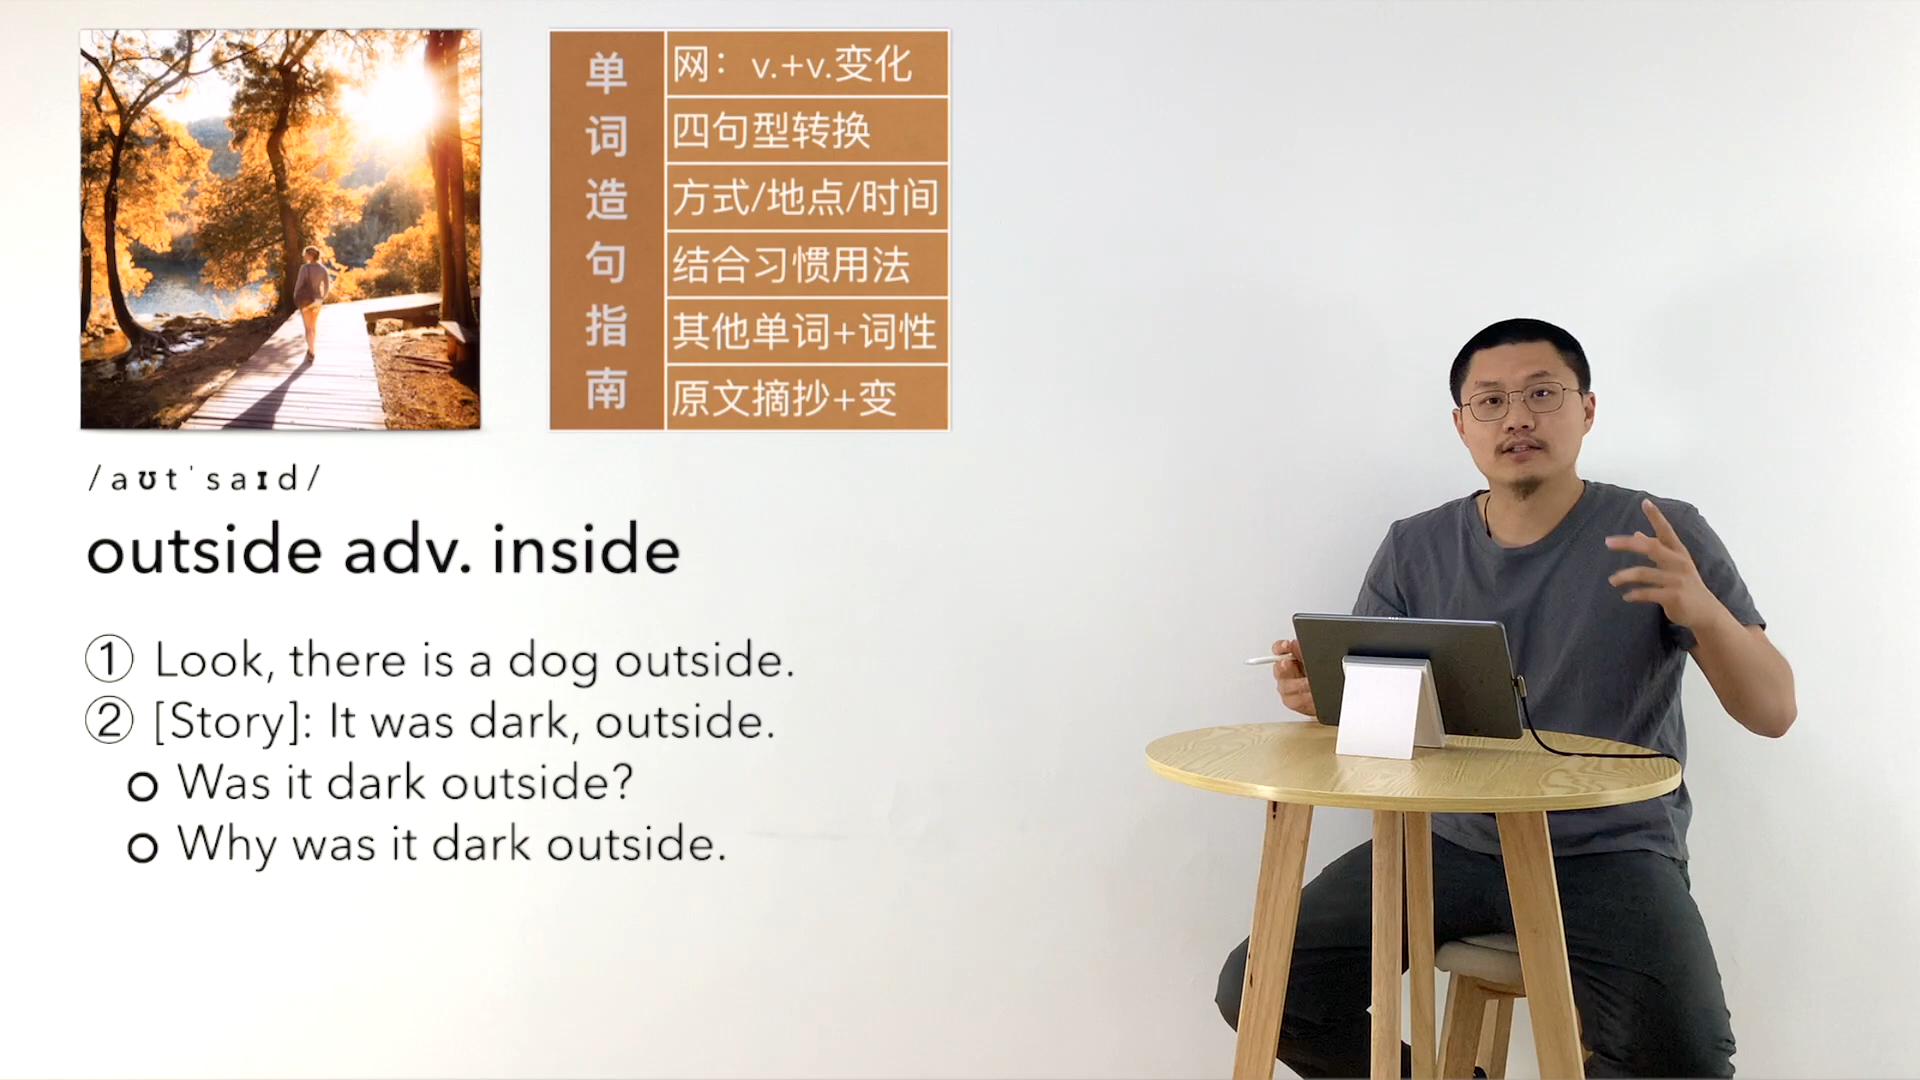 单词造句指南
网：v.+v.变化
四句型转换
方式/地点/时间
结合习惯用法
其他单词+词性
原文摘抄+变
/aʊtˈsaɪd/
outside adv. inside
① Look, there is a dog outside.
② [Story]: It was dark, outside.
Was it dark outside?
Why was it dark outside.